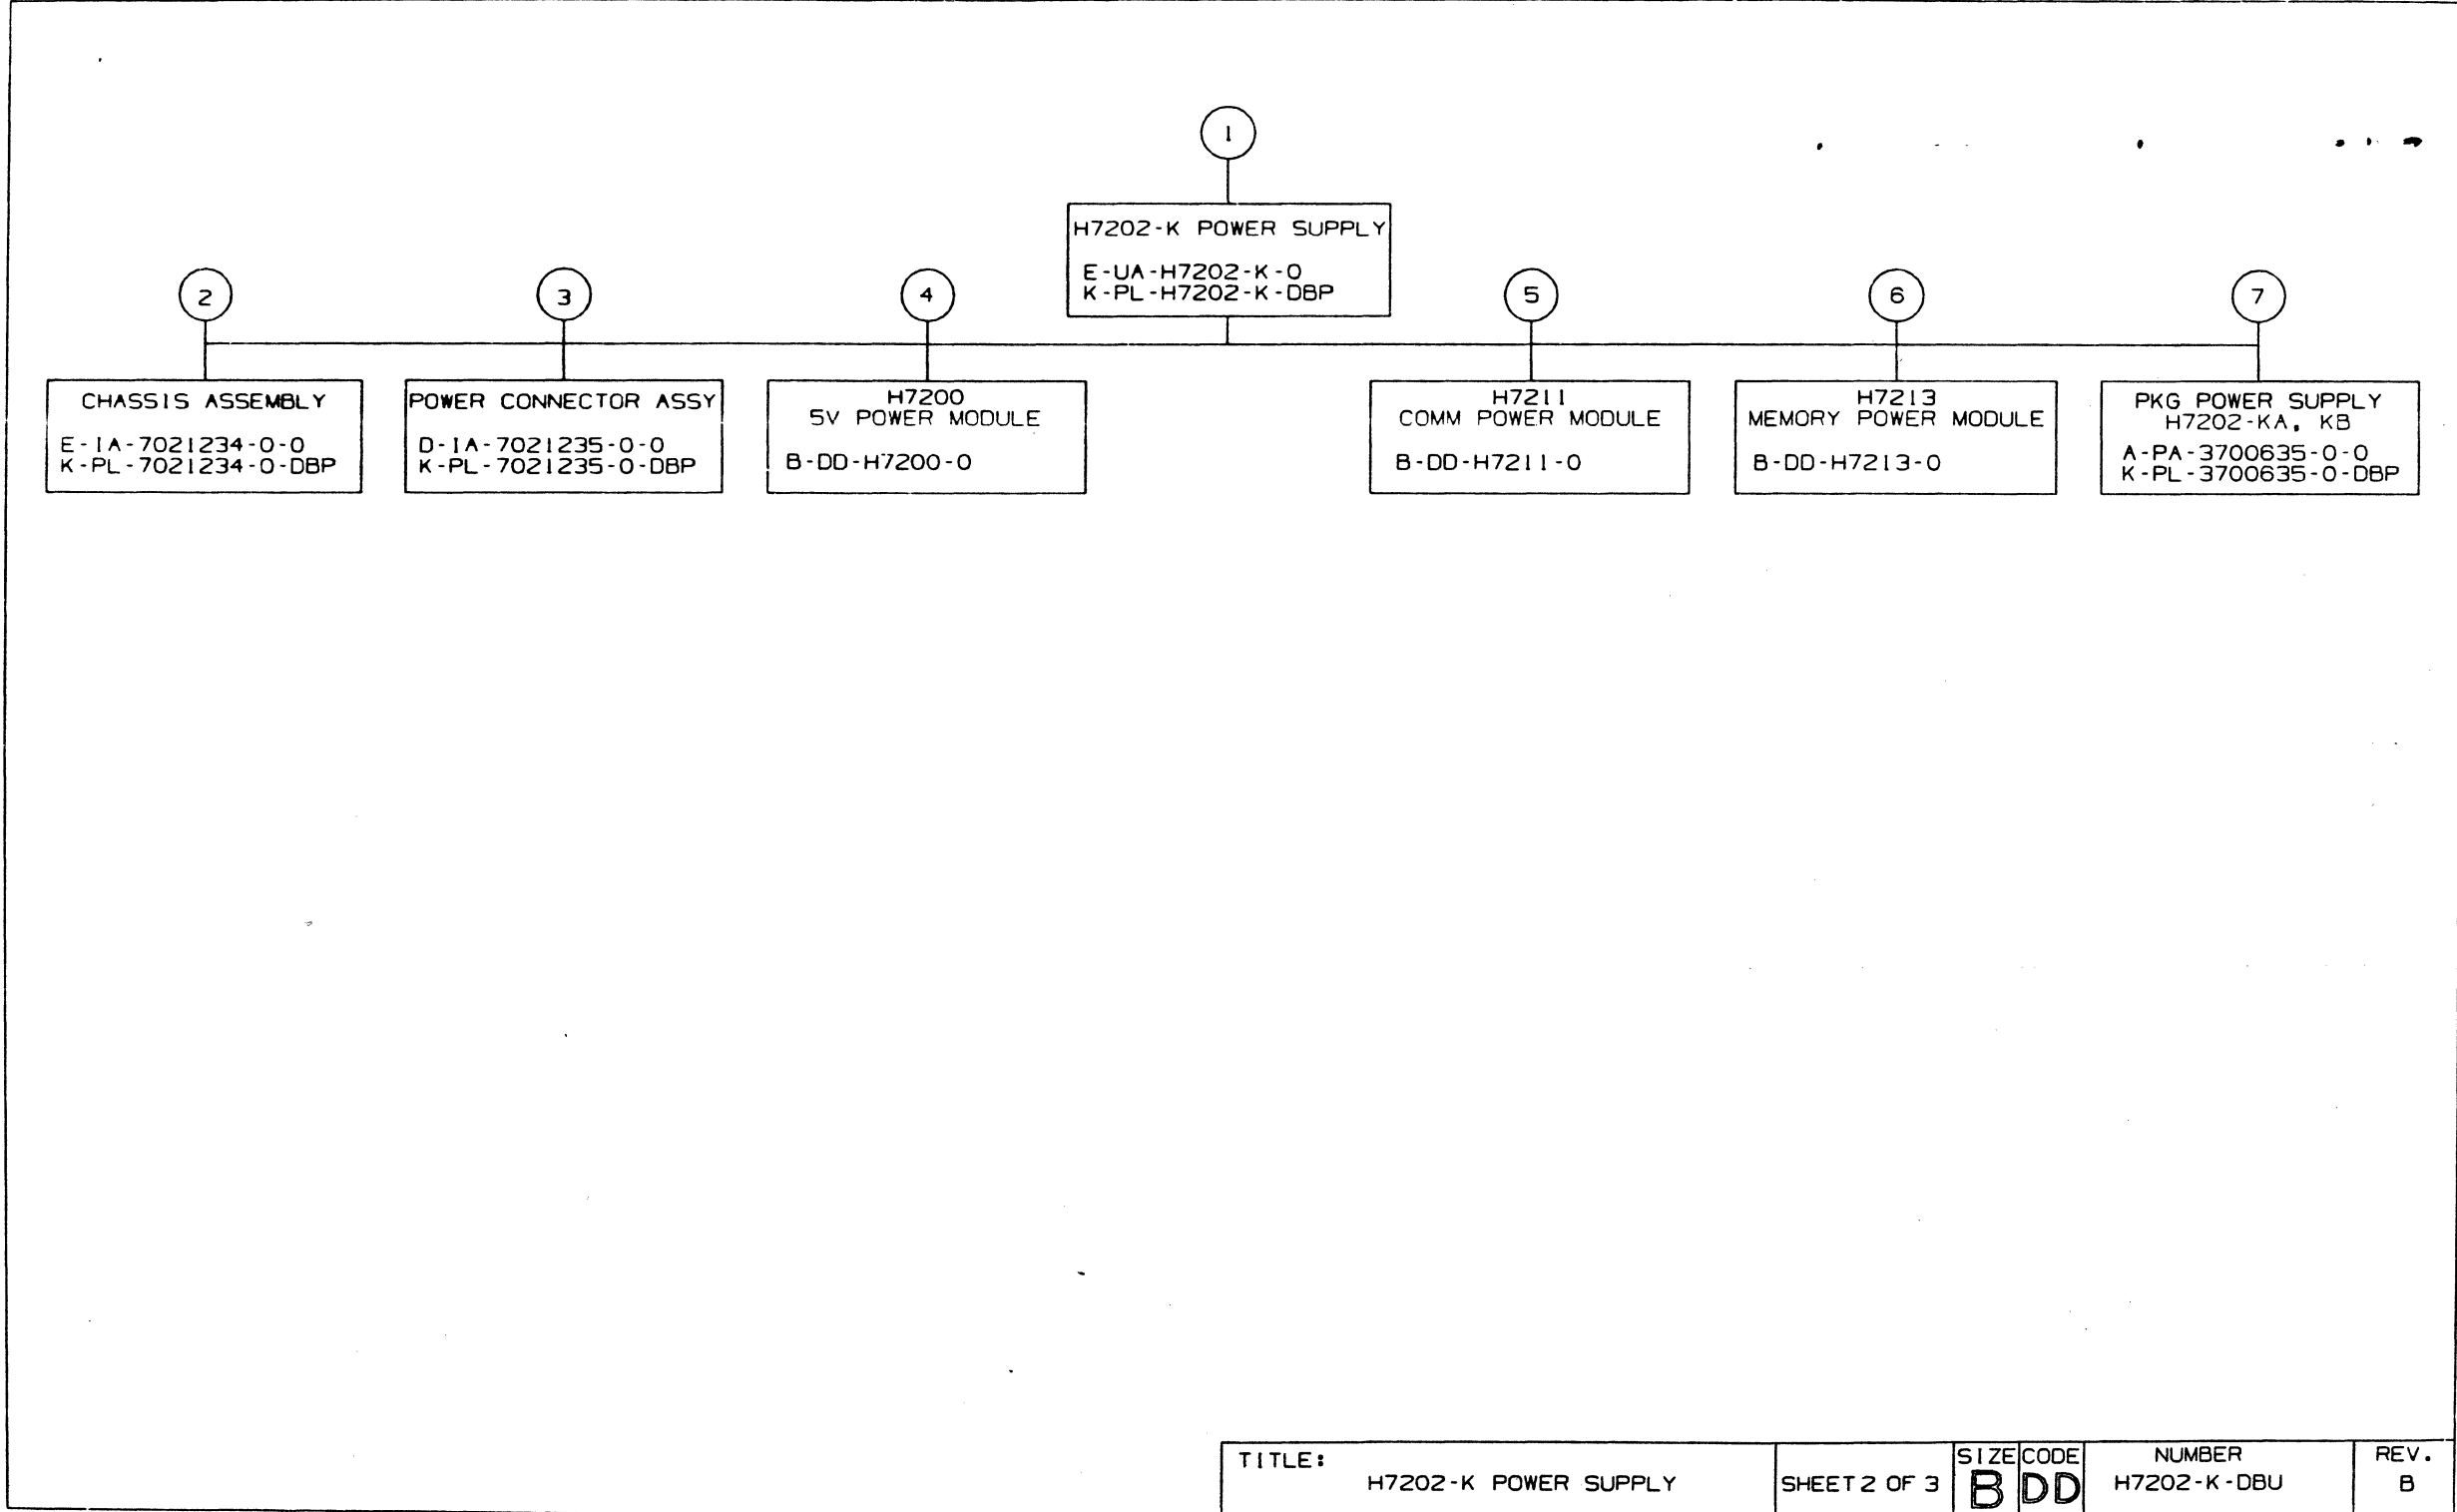 1
H7202-K POWER SUPPLY
E-UA-H7202-K-0
K-PL-H7202-K-DBP
2
3
4
5
6
7
CHASSIS ASSEMBLY
E-IA-7021234-0-0
K-PL-7021234-0-DBP
POWER CONNECTOR ASSY
D-IA-7021235-0-0
K-PL-7021235-0-DBP
H7200
5V POWER MODULE
B-DD-H7200-0
H7211
COMM POWER MODULE
B-DD-H7211-0
H7213
MEMORY POWER MODULE
B-DD-H7213-0
PKG POWER SUPPLY
H7202-KA, KB
A-PA-3700635-0-0
K-PL-3700635-0-DBP
TITLE:
H7202-K POWER SUPPLY
SHEET 2 OF 3
SIZE
B
CODE
DD
NUMBER
H7202-K-DBU
REV.
B